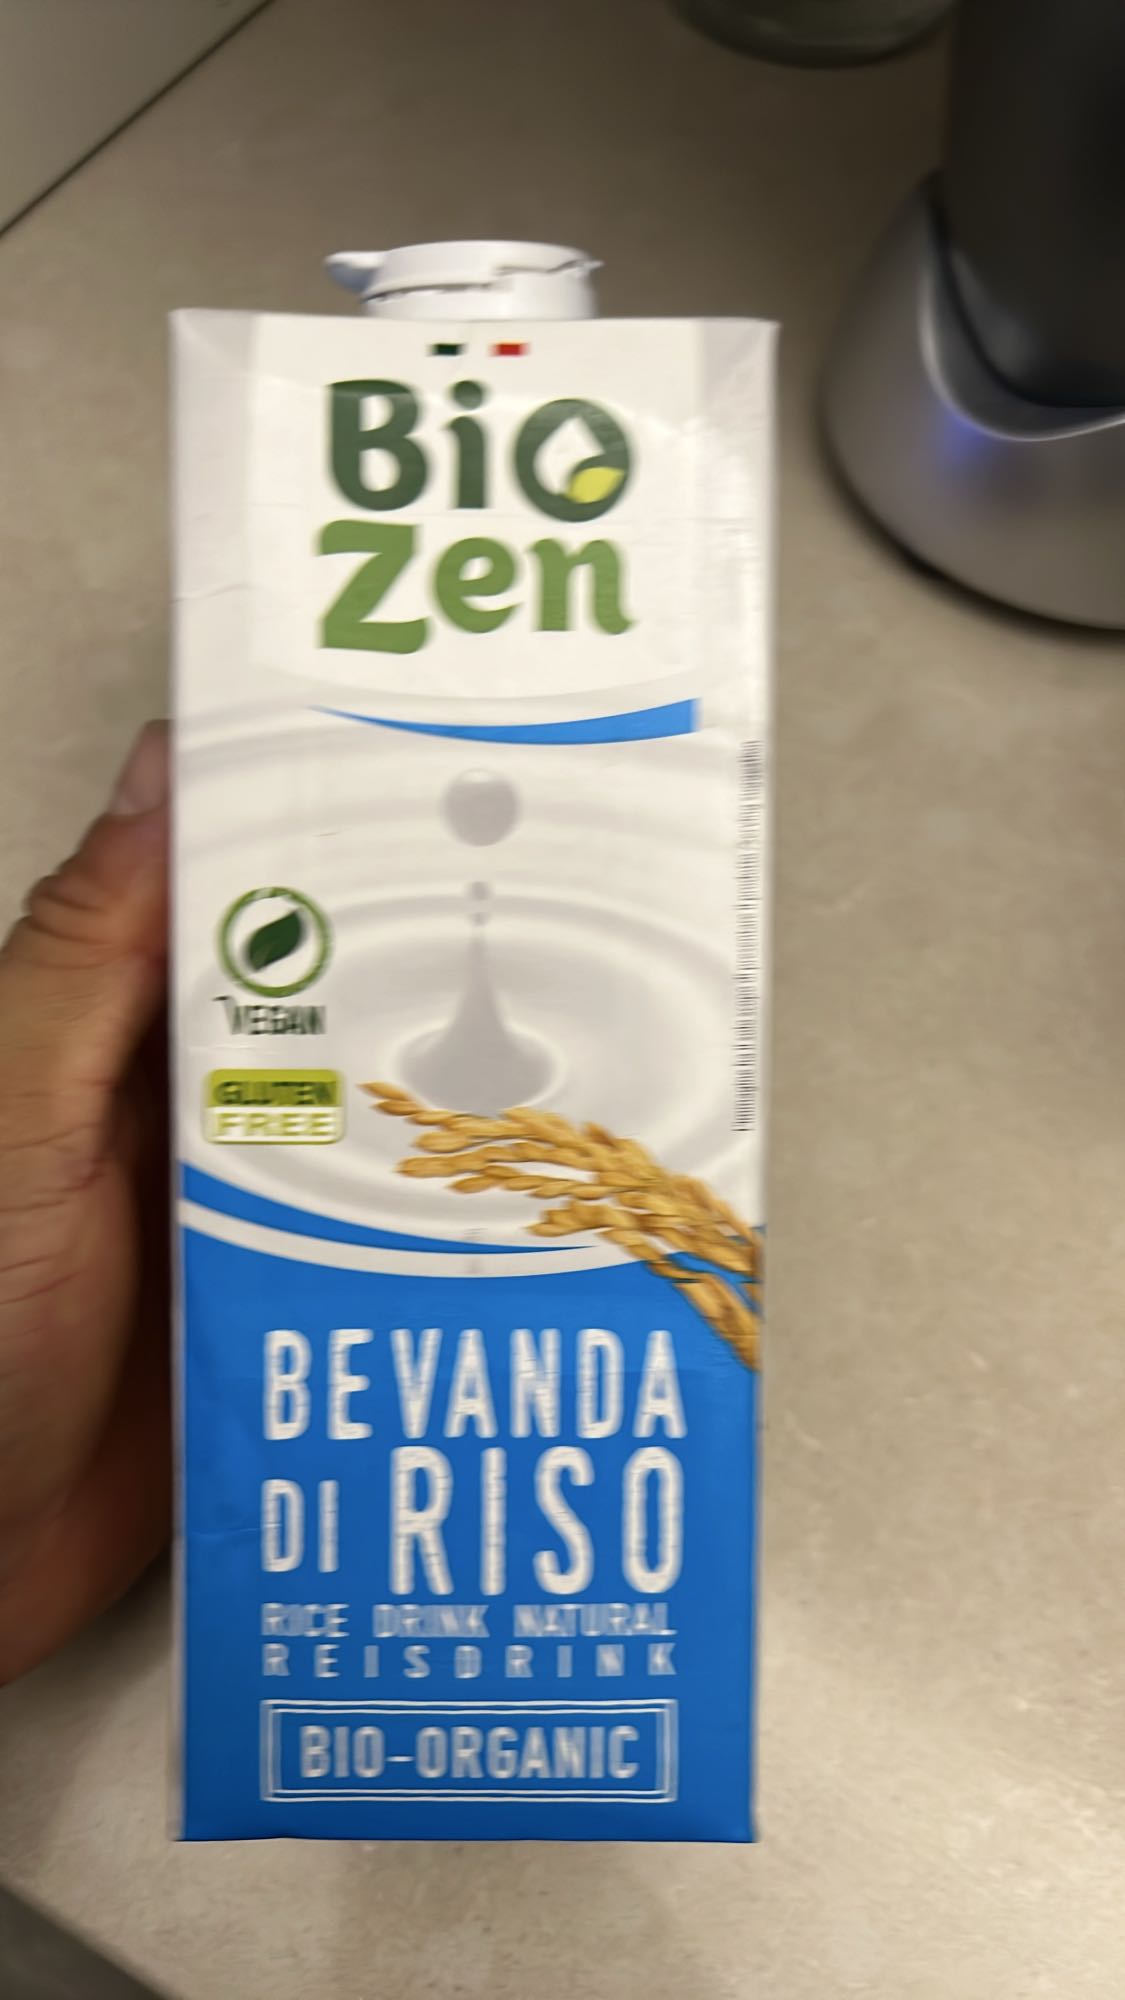 Bio
Zen
VEGAN
GLUTEN
FREE
BEVANDA
DI RISO
RICE DRINK NATURAL
REISDRINK
BIO-ORGANIC